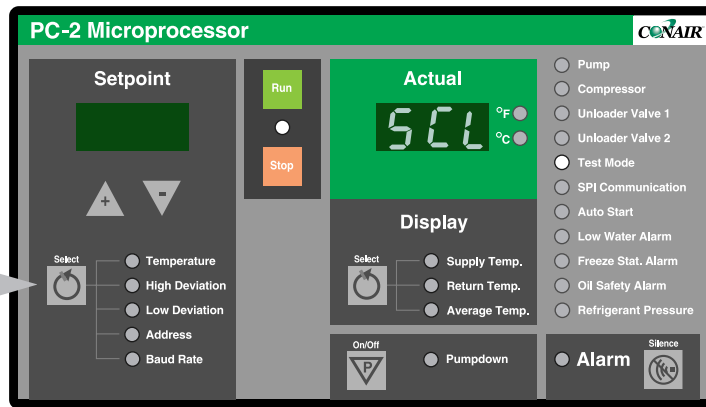 PC-2 Microprocessor
CONAIR
Setpoint
+
-
Select
Temperature
High Deviation
Low Deviation
Address
Baud Rate
Run
Stop
Actual
SCL
°F
°C
Display
Select
Supply Temp.
Return Temp.
Average Temp.
On/Off
P
Pumpdown
Pump
Compressor
Unloader Valve 1
Unloader Valve 2
Test Mode
SPI Communication
Auto Start
Low Water Alarm
Freeze Stat. Alarm
Oil Safety Alarm
Refrigerant Pressure
Alarm
Silence